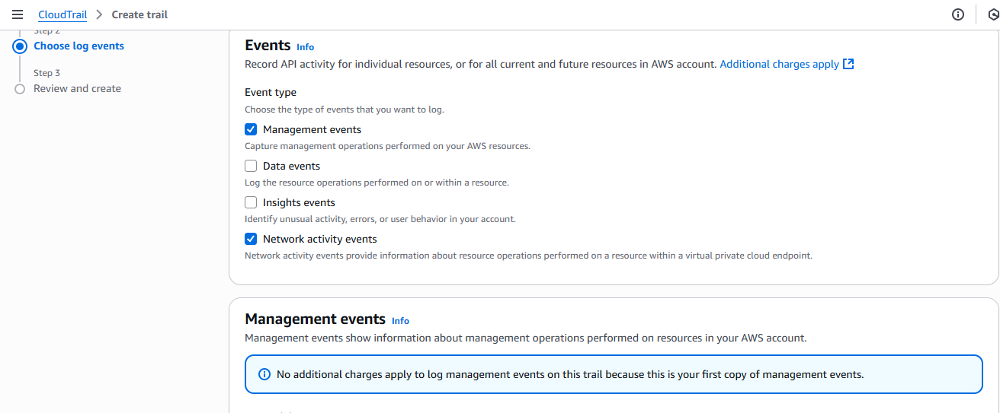 CloudTrail > Create trail
Step 2
Choose log events
Step 3
Review and create
Events Info
Record API activity for individual resources, or for all current and future resources in AWS account. Additional charges apply
Event type
Choose the type of events that you want to log.
Management events
Capture management operations performed on your AWS resources.
Data events
Log the resource operations performed on or within a resource.
Insights events
Identify unusual activity, errors, or user behavior in your account.
Network activity events
Network activity events provide information about resource operations performed on a resource within a virtual private cloud endpoint.
Management events Info
Management events show information about management operations performed on resources in your AWS account.
No additional charges apply to log management events on this trail because this is your first copy of management events.